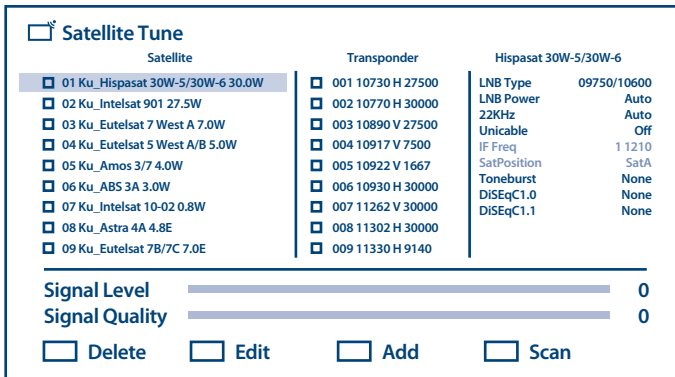 Satellite Tune
Satellite
01 Ku_Hispasat 30W-5/30W-6 30.0W
02 Ku_Intelsat 901 27.5W
03 Ku_Eutelsat 7 West A 7.0W
04 Ku_Eutelsat 5 West A/B 5.0W
05 Ku_Amos 3/7 4.0W
06 Ku_ABS 3A 3.0W
07 Ku_Intelsat 10-02 0.8W
08 Ku_Astra 4A 4.8E
09 Ku_Eutelsat 7B/7C 7.0E
Transponder
001 10730 H 27500
002 10770 H 30000
003 10890 V 27500
004 10917 V 7500
005 10922 V 1667
006 10930 H 30000
007 11262 V 30000
008 11302 H 30000
009 11330 H 9140
Hispasat 30W-5/30W-6
LNB Type 09750/10600
LNB Power Auto
22KHz Auto
Unicable Off
IF Freq 1 1210
SatPosition SatA
Toneburst None
DiSEqC1.0 None
DiSEqC1.1 None
Signal Level 0
Signal Quality 0
Delete Edit Add Scan